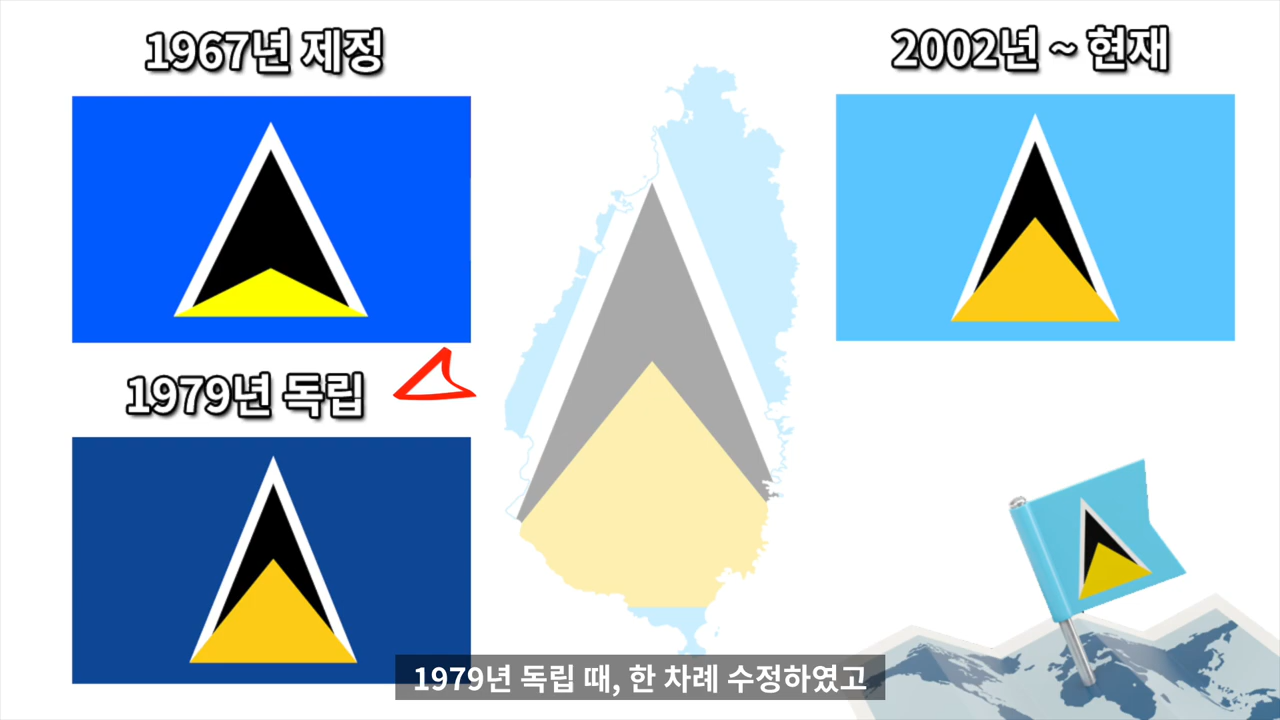 1967년 제정
2002년 ~ 현재
1979년 독립
1979년 독립 때, 한 차례 수정하였고